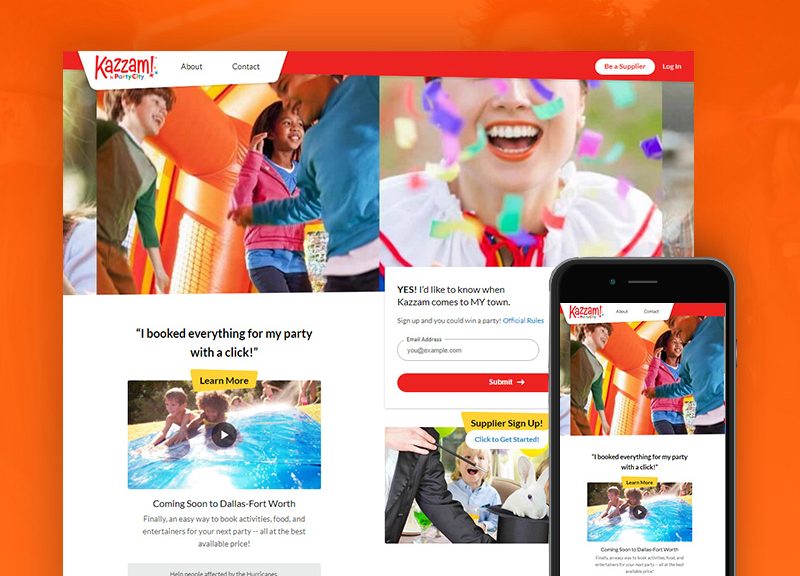 Kazzam!
by PartyCity
About
Contact
Be a Supplier
Log In
YES! I'd like to know when
Kazzam comes to MY town.
Sign up and you could win a party! Official Rules
Email Address
you@example.com
Submit
"I booked everything for my party
with a click!"
Learn More
Coming Soon to Dallas-Fort Worth
Finally, an easy way to book activities, food, and
entertainers for your next party -- all at the best
available price!
Help people affected by the Hurricanes
Supplier Sign Up!
Click to Get Started!
Kazzam!
by PartyCity
About
Contact
"I booked everything for my party
with a click!"
Learn More
Coming Soon to Dallas-Fort Worth
Finally, an easy way to book activities, food, and
entertainers for your next party -- all at the best
available price!